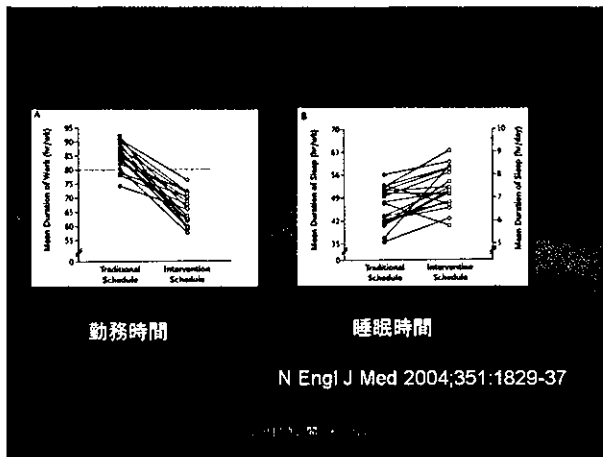 A
Mean Duration of Work (hr/wk)
95
90
85
80
75
70
65
60
55
51
0
Traditional Schedule
Intervention Schedule
B
Mean Duration of Sleep (hr/wk)
70
63
56
49
42
35
0
Mean Duration of Sleep (hr/day)
10
9
8
7
6
5
Traditional Schedule
Intervention Schedule
勤務時間
睡眠時間
N Engl J Med 2004;351:1829-37